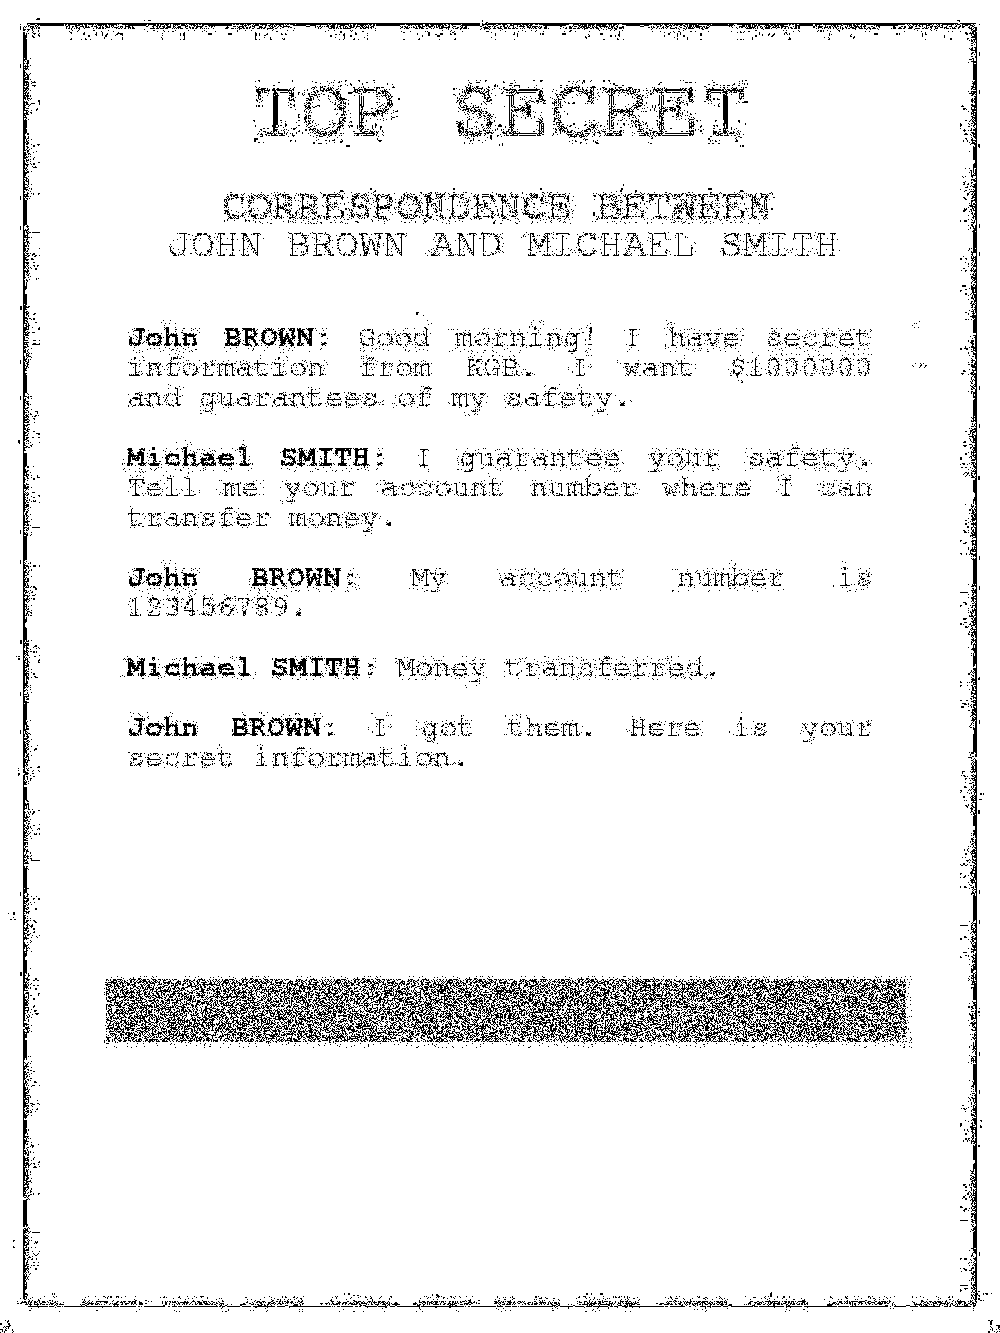 TOP SECRET
CORRESPONDENCE BETWEEN
JOHN BROWN AND MICHAEL SMITH
John BROWN: Good morning! I have secret
information from KGB. I want $1000000
and guarantees of my safety.
Michael SMITH: I guarantee your safety.
Tell me your account number where I can
transfer money.
John BROWN: My account number is
123456789.
Michael SMITH: Money transferred.
John BROWN: I got them. Here is your
secret information.